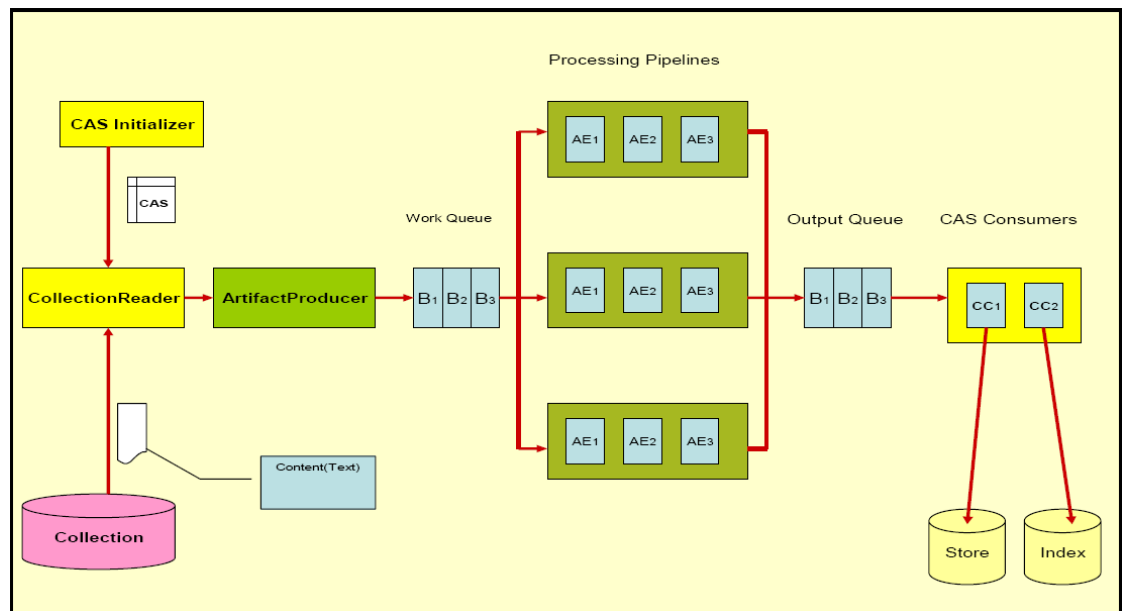 Processing Pipelines
CAS Initializer
AE1 AE2 AE3
CAS
Work Queue
Output Queue
CAS Consumers
CollectionReader
ArtifactProducer
B1 B2 B3
AE1 AE2 AE3
B1 B2 B3
CC1 CC2
AE1 AE2 AE3
Content(Text)
Collection
Store
Index